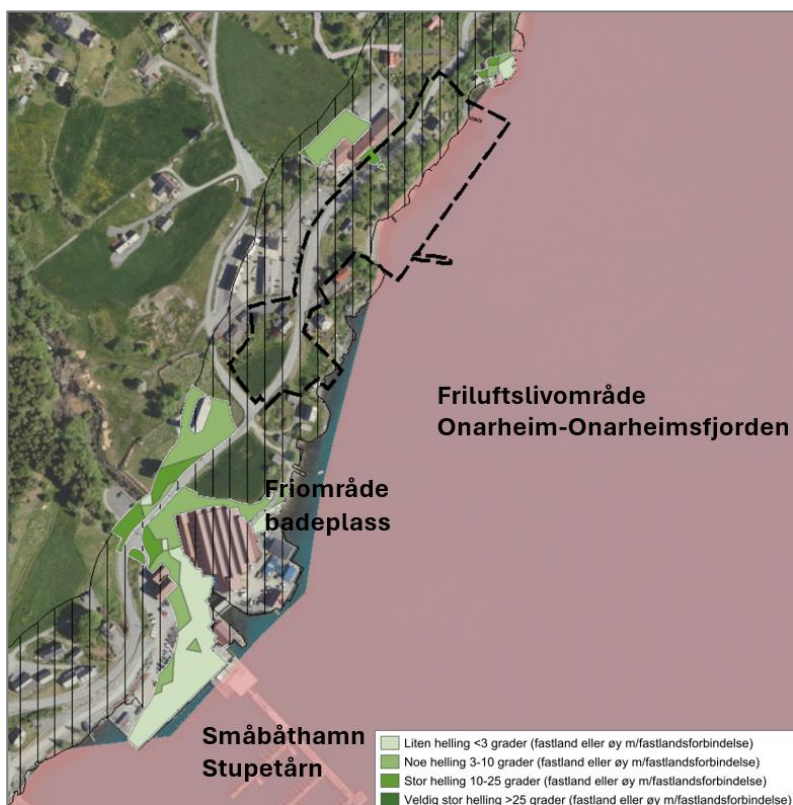 Friluftslivområde
Onarheim-Onarheimsfjorden
Friområde
badeplass
Småbåthamn
Stupetårn
Liten helling <3 grader (fastland eller øy m/fastlandsforbindelse)
Noe helling 3-10 grader (fastland eller øy m/fastlandsforbindelse)
Stor helling 10-25 grader (fastland eller øy m/fastlandsforbindelse)
Veldig stor helling >25 grader (fastland eller øy m/fastlandsforbindelse)